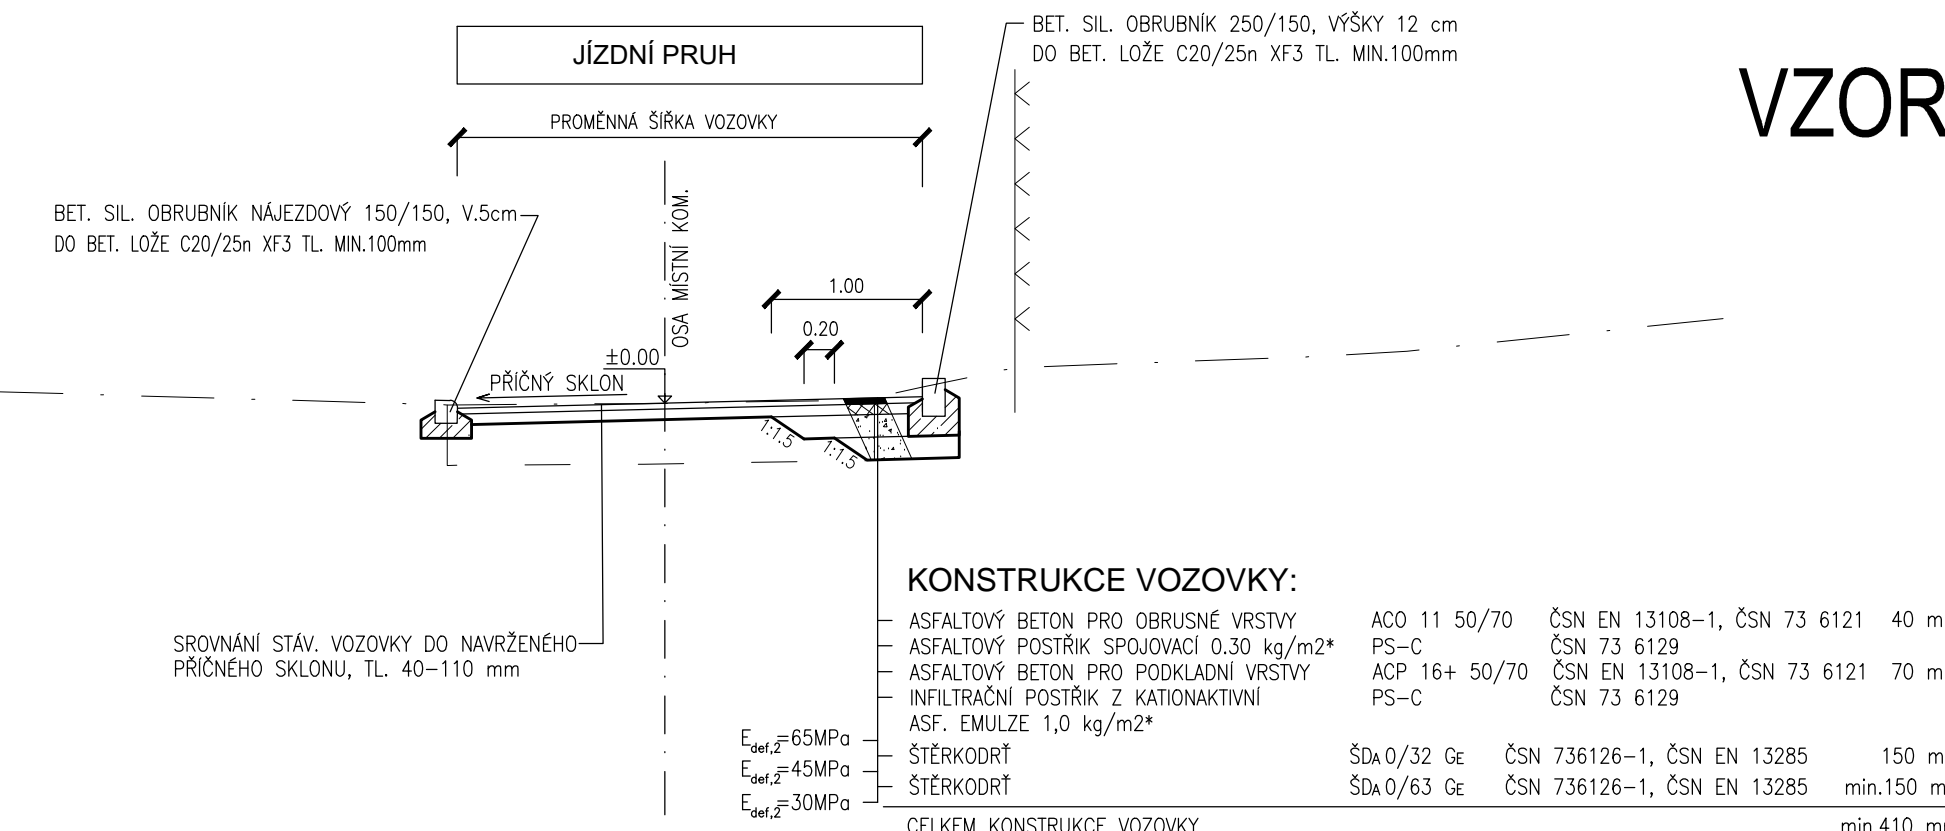 JÍZDNÍ PRUH
BET. SIL. OBRUBNÍK 250/150, VÝŠKY 12 cm
DO BET. LOŽE C20/25n XF3 TL. MIN.100mm
VZOR
PROMĚNNÁ ŠÍŘKA VOZOVKY
BET. SIL. OBRUBNÍK NÁJEZDOVÝ 150/150, V.5cm
DO BET. LOŽE C20/25n XF3 TL. MIN.100mm
OSA MÍSTNÍ KOM.
1.00
0.20
±0.00
PŘÍČNÝ SKLON
1:1.5
1:1.5
SROVNÁNÍ STÁV. VOZOVKY DO NAVRŽENÉHO
PŘÍČNÉHO SKLONU, TL. 40-110 mm
KONSTRUKCE VOZOVKY:
ASFALTOVÝ BETON PRO OBRUSNÉ VRSTVY ACO 11 50/70 ČSN EN 13108-1, ČSN 73 6121 40 m
ASFALTOVÝ POSTŘIK SPOJOVACÍ 0.30 kg/m2* PS-C ČSN 73 6129
ASFALTOVÝ BETON PRO PODKLADNÍ VRSTVY ACP 16+ 50/70 ČSN EN 13108-1, ČSN 73 6121 70 m
INFILTRAČNÍ POSTŘIK Z KATIONAKTIVNÍ PS-C ČSN 73 6129
ASF. EMULZE 1,0 kg/m2*
Edef,2=65MPa
ŠTĚRKODRŤ ŠDA 0/32 GE ČSN 736126-1, ČSN EN 13285 150 m
Edef,2=45MPa
ŠTĚRKODRŤ ŠDA 0/63 GE ČSN 736126-1, ČSN EN 13285 min.150 m
Edef,2=30MPa
CELKEM KONSTRUKCE VOZOVKY min.410 m